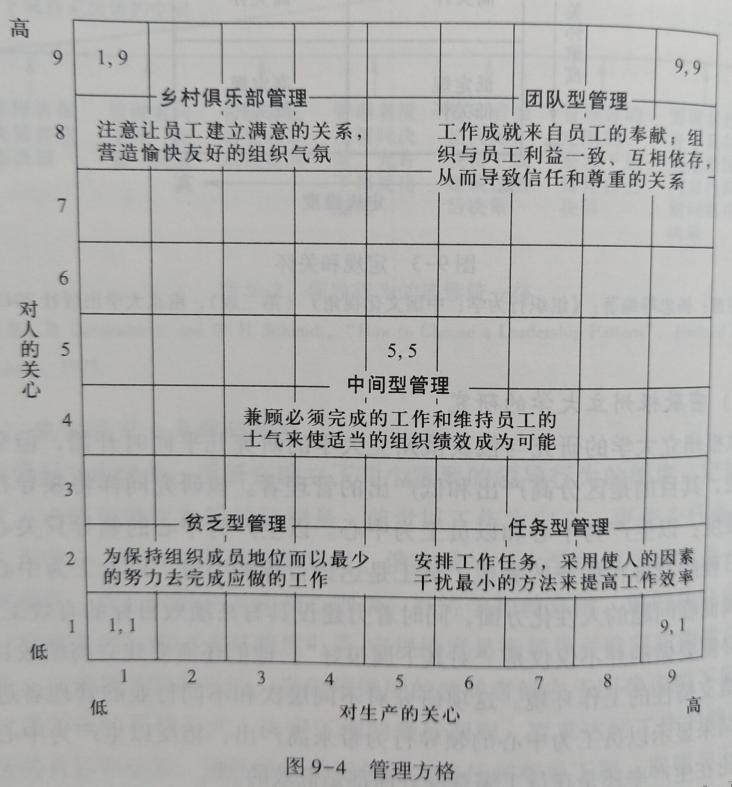 高
9
1,9
9,9
乡村俱乐部管理
团队型管理
8
注意让员工建立满意的关系，
营造愉快友好的组织气氛
工作成就来自员工的奉献，组
织与员工利益一致、互相依存，
从而导致信任和尊重的关系
7
6
对人的关心
5
5,5
中间型管理
4
兼顾必须完成的工作和维持员工的
士气来使适当的组织绩效成为可能
3
贫乏型管理
任务型管理
2
为保持组织成员地位而以最少
的努力去完成应做的工作
安排工作任务，采用使人的因素
干扰最小的方法来提高工作效率
1
1,1
9,1
低
1 2 3 4 5 6 7 8 9
低 对生产的关心 高
图 9-4 管理方格